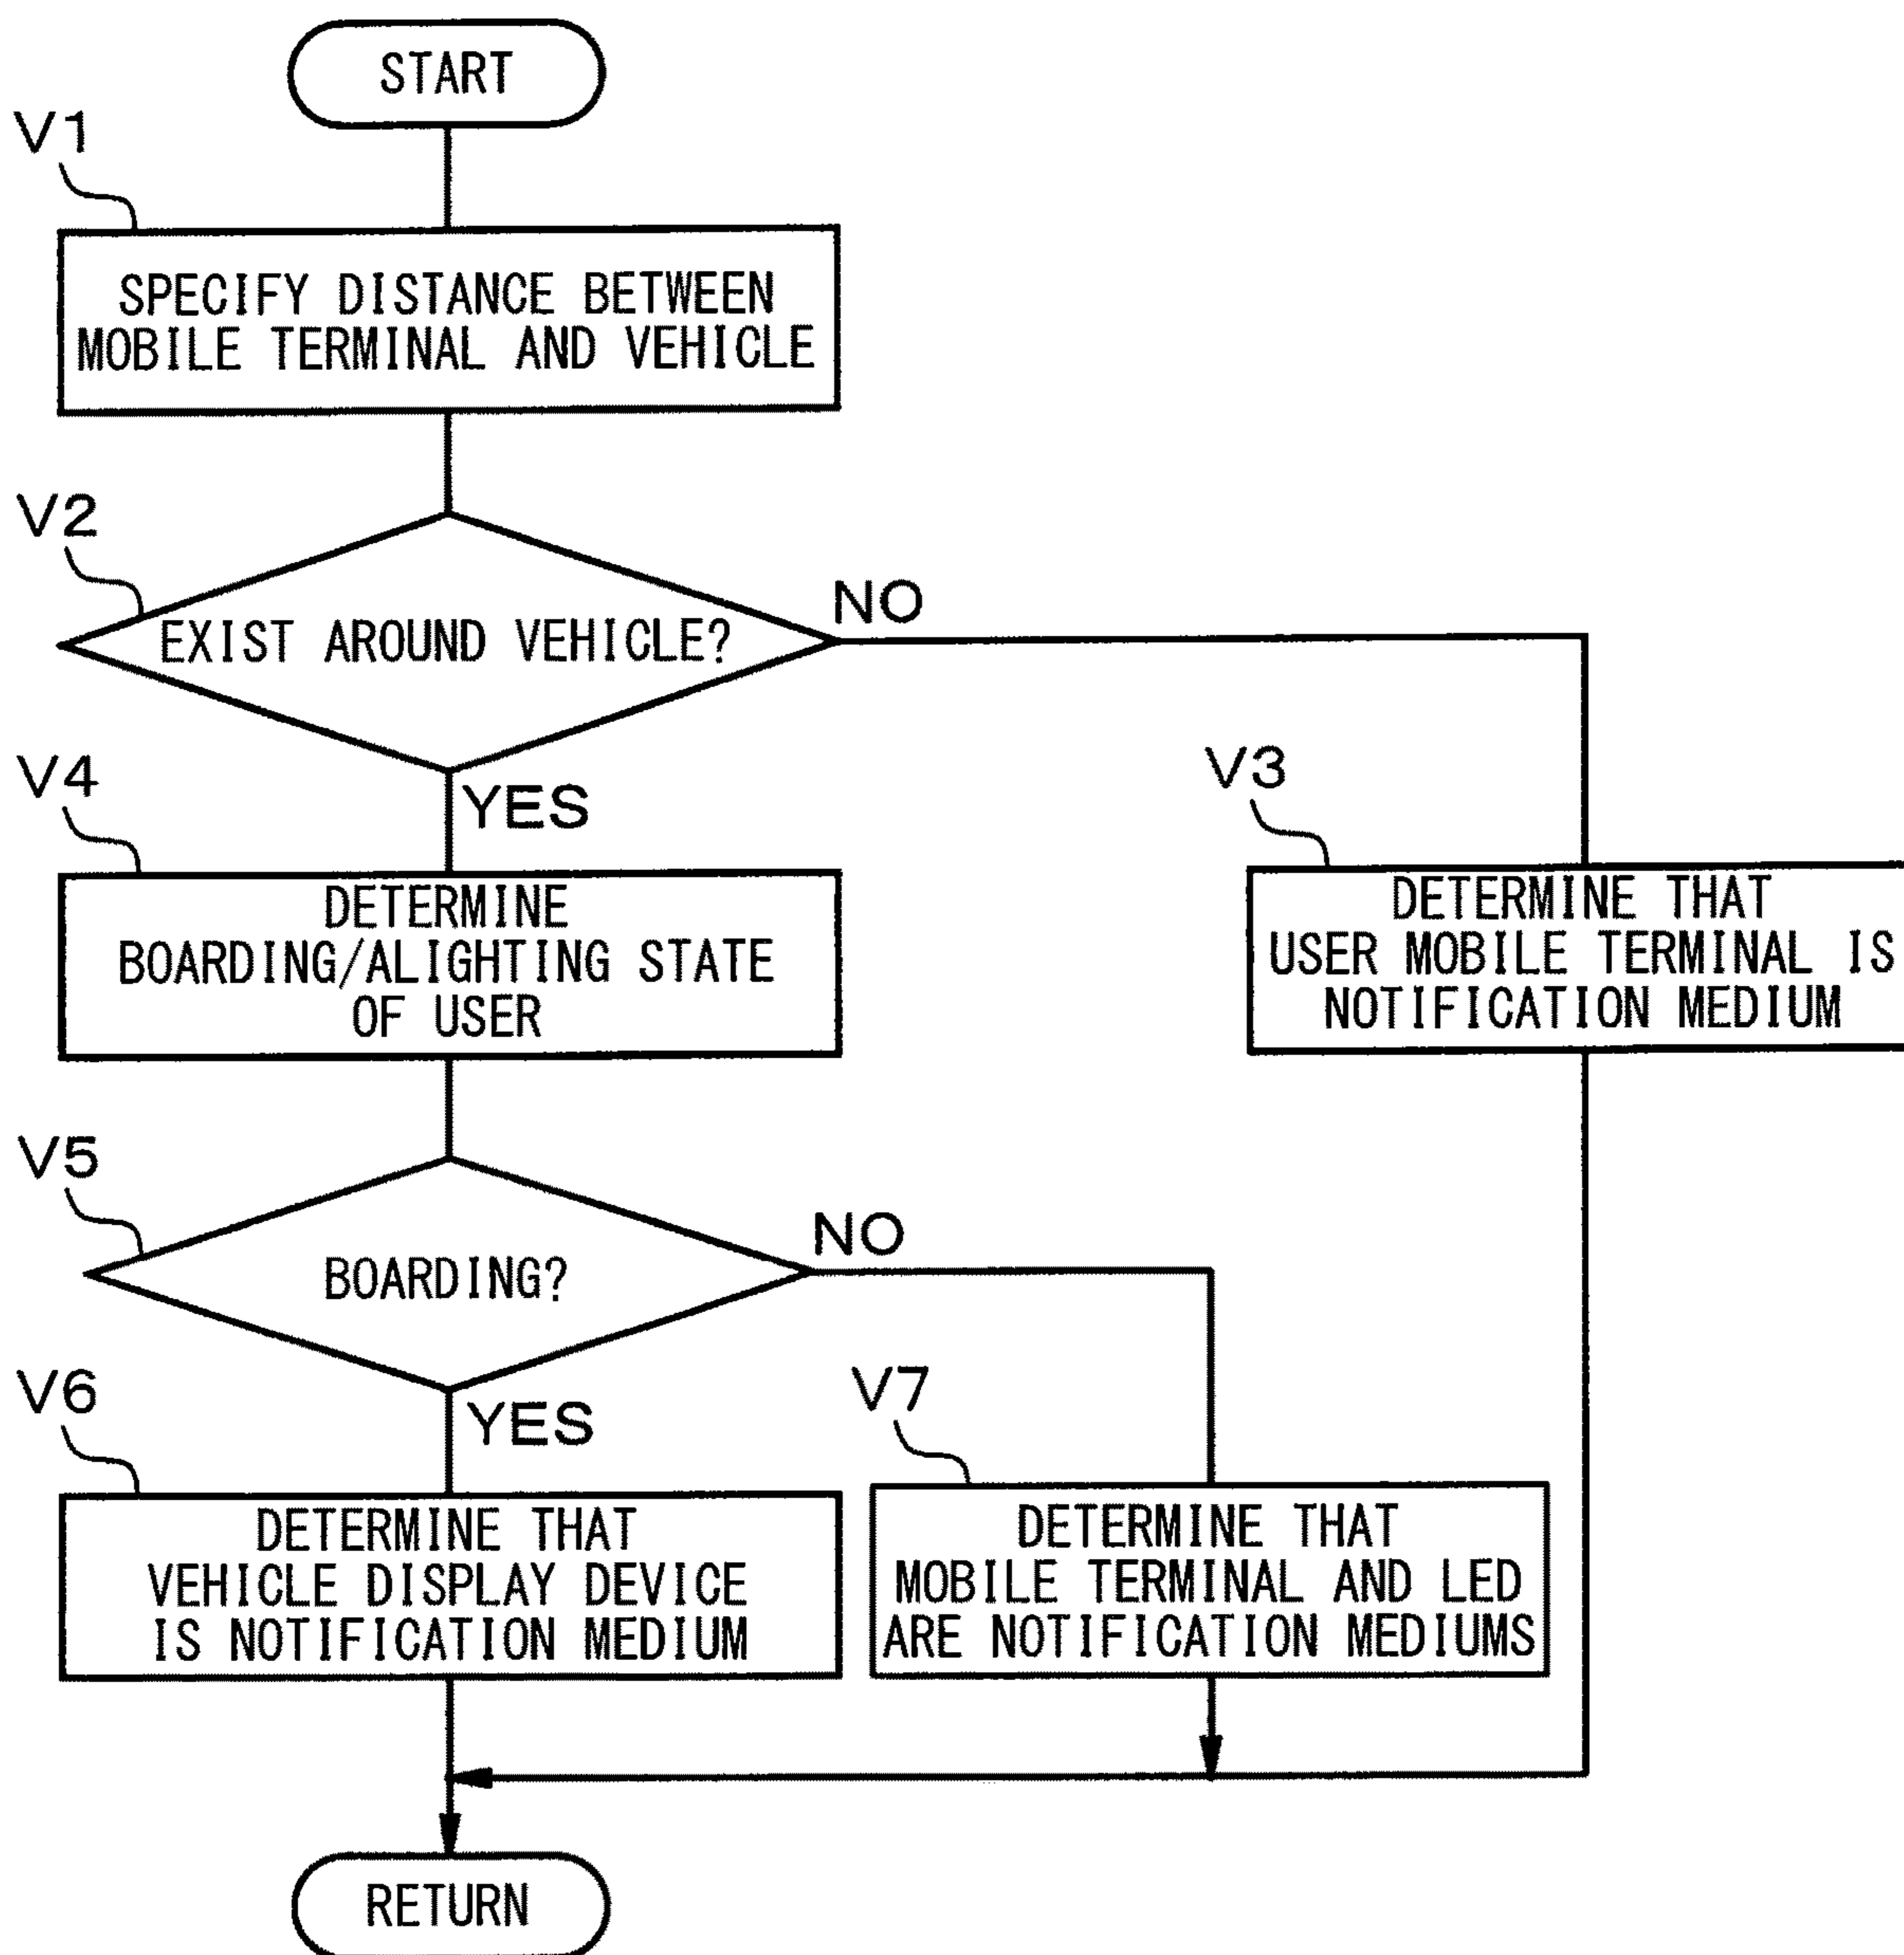 START
V1
SPECIFY DISTANCE BETWEEN
MOBILE TERMINAL AND VEHICLE
V2
EXIST AROUND VEHICLE?
NO
YES
V3
DETERMINE THAT
USER MOBILE TERMINAL IS
NOTIFICATION MEDIUM
V4
DETERMINE
BOARDING/ALIGHTING STATE
OF USER
V5
BOARDING?
NO
YES
V6
DETERMINE THAT
VEHICLE DISPLAY DEVICE
IS NOTIFICATION MEDIUM
V7
DETERMINE THAT
MOBILE TERMINAL AND LED
ARE NOTIFICATION MEDIUMS
RETURN